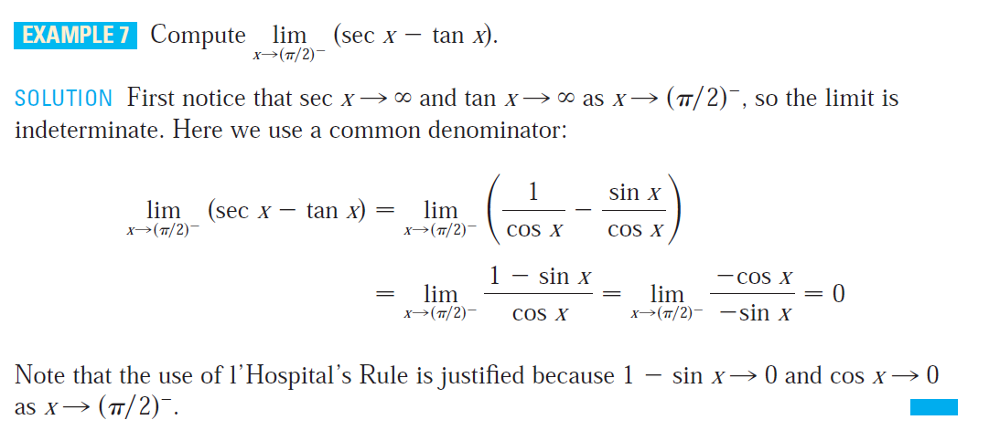 EXAMPLE 7 Compute lim x→(π/2)⁻ (sec x − tan x).
SOLUTION First notice that sec x → ∞ and tan x → ∞ as x → (π/2)⁻, so the limit is
indeterminate. Here we use a common denominator:
lim x→(π/2)⁻ (sec x − tan x) = lim x→(π/2)⁻ (1/cos x − sin x/cos x)
= lim x→(π/2)⁻ (1 − sin x)/(cos x) = lim x→(π/2)⁻ (−cos x)/(−sin x) = 0
Note that the use of l’Hospital’s Rule is justified because 1 − sin x → 0 and cos x → 0
as x → (π/2)⁻.